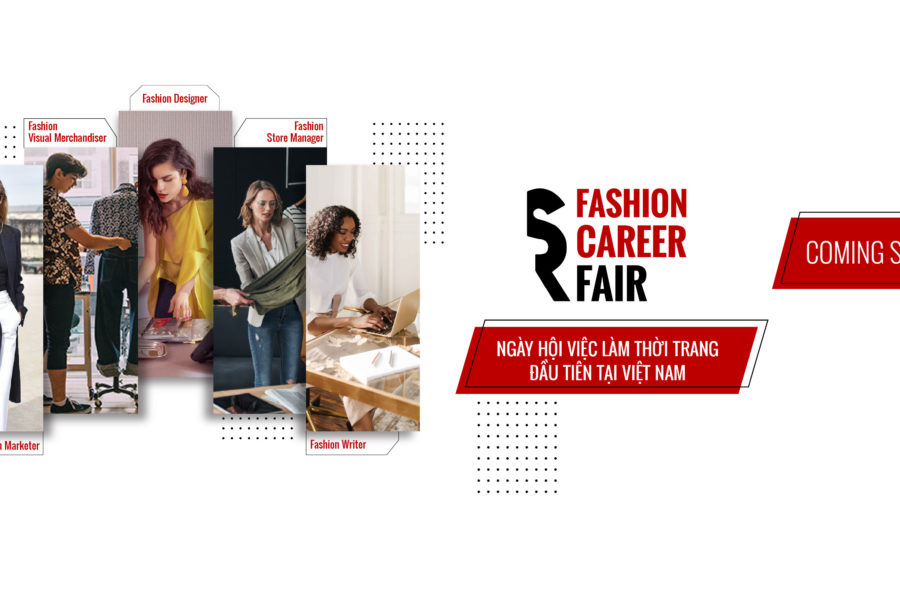 Fashion Designer
Fashion
Visual Merchandiser
Fashion
Store Manager
Marketer
Fashion Writer
FASHION
CAREER
FAIR
NGÀY HỘI VIỆC LÀM THỜI TRANG
ĐẦU TIÊN TẠI VIỆT NAM
COMING